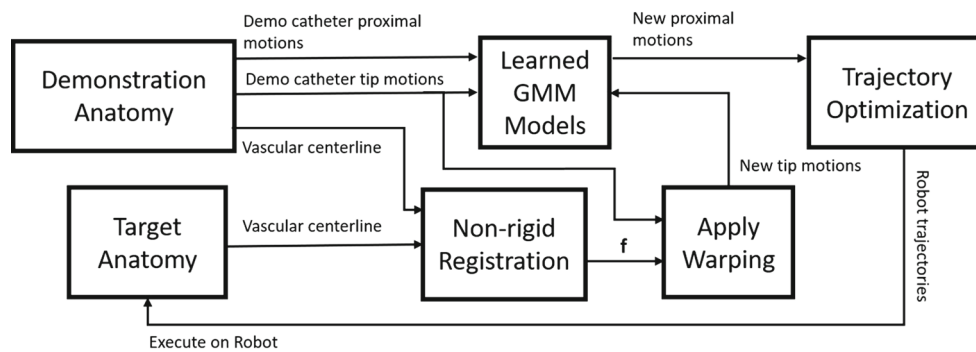 Demo catheter proximal
motions
New proximal
motions
Demonstration
Anatomy
Demo catheter tip motions
Learned
GMM
Models
Trajectory
Optimization
Vascular centerline
New tip motions
Target
Anatomy
Vascular centerline
Non-rigid
Registration
f
Apply
Warping
Robot trajectories
Execute on Robot